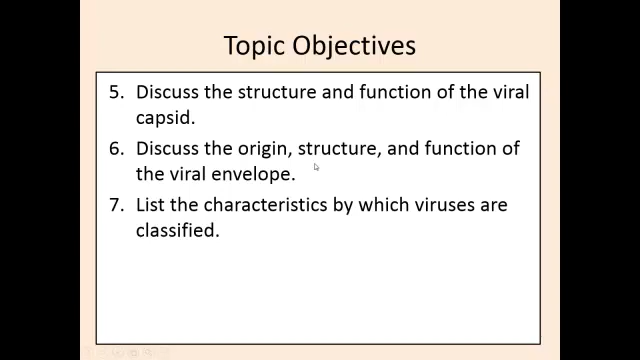 Topic Objectives
5. Discuss the structure and function of the viral
capsid.
6. Discuss the origin, structure, and function of
the viral envelope.
7. List the characteristics by which viruses are
classified.